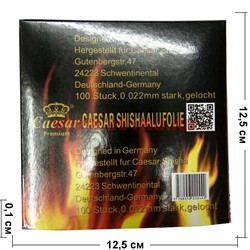 Designed in Germany
Hergestellt für:Caesar Shisha
Gutenbergstr.47
24223 Schwentinental
Deutschland-Germany
100 Stuck,0.022mm stark,gelocht
Caesar
Premium
CAESAR SHISHAALUFOLIE
Designed in Germany
Hergestellt für:Caesar Shisha
Gutenbergstr.47
24223 Schwentinental
Deutschland-Germany
100 Stuck,0.022mm stark,gelocht
0,1 см
12,5 см
12,5 см